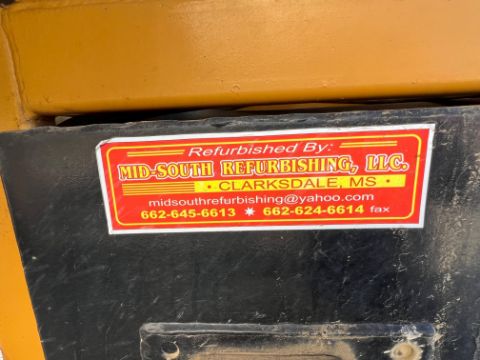 Refurbished By:
MID-SOUTH REFURBISHING, LLC.
• CLARKSDALE, MS •
midsouthrefurbishing@yahoo.com
662-645-6613 ✷ 662-624-6614 fax